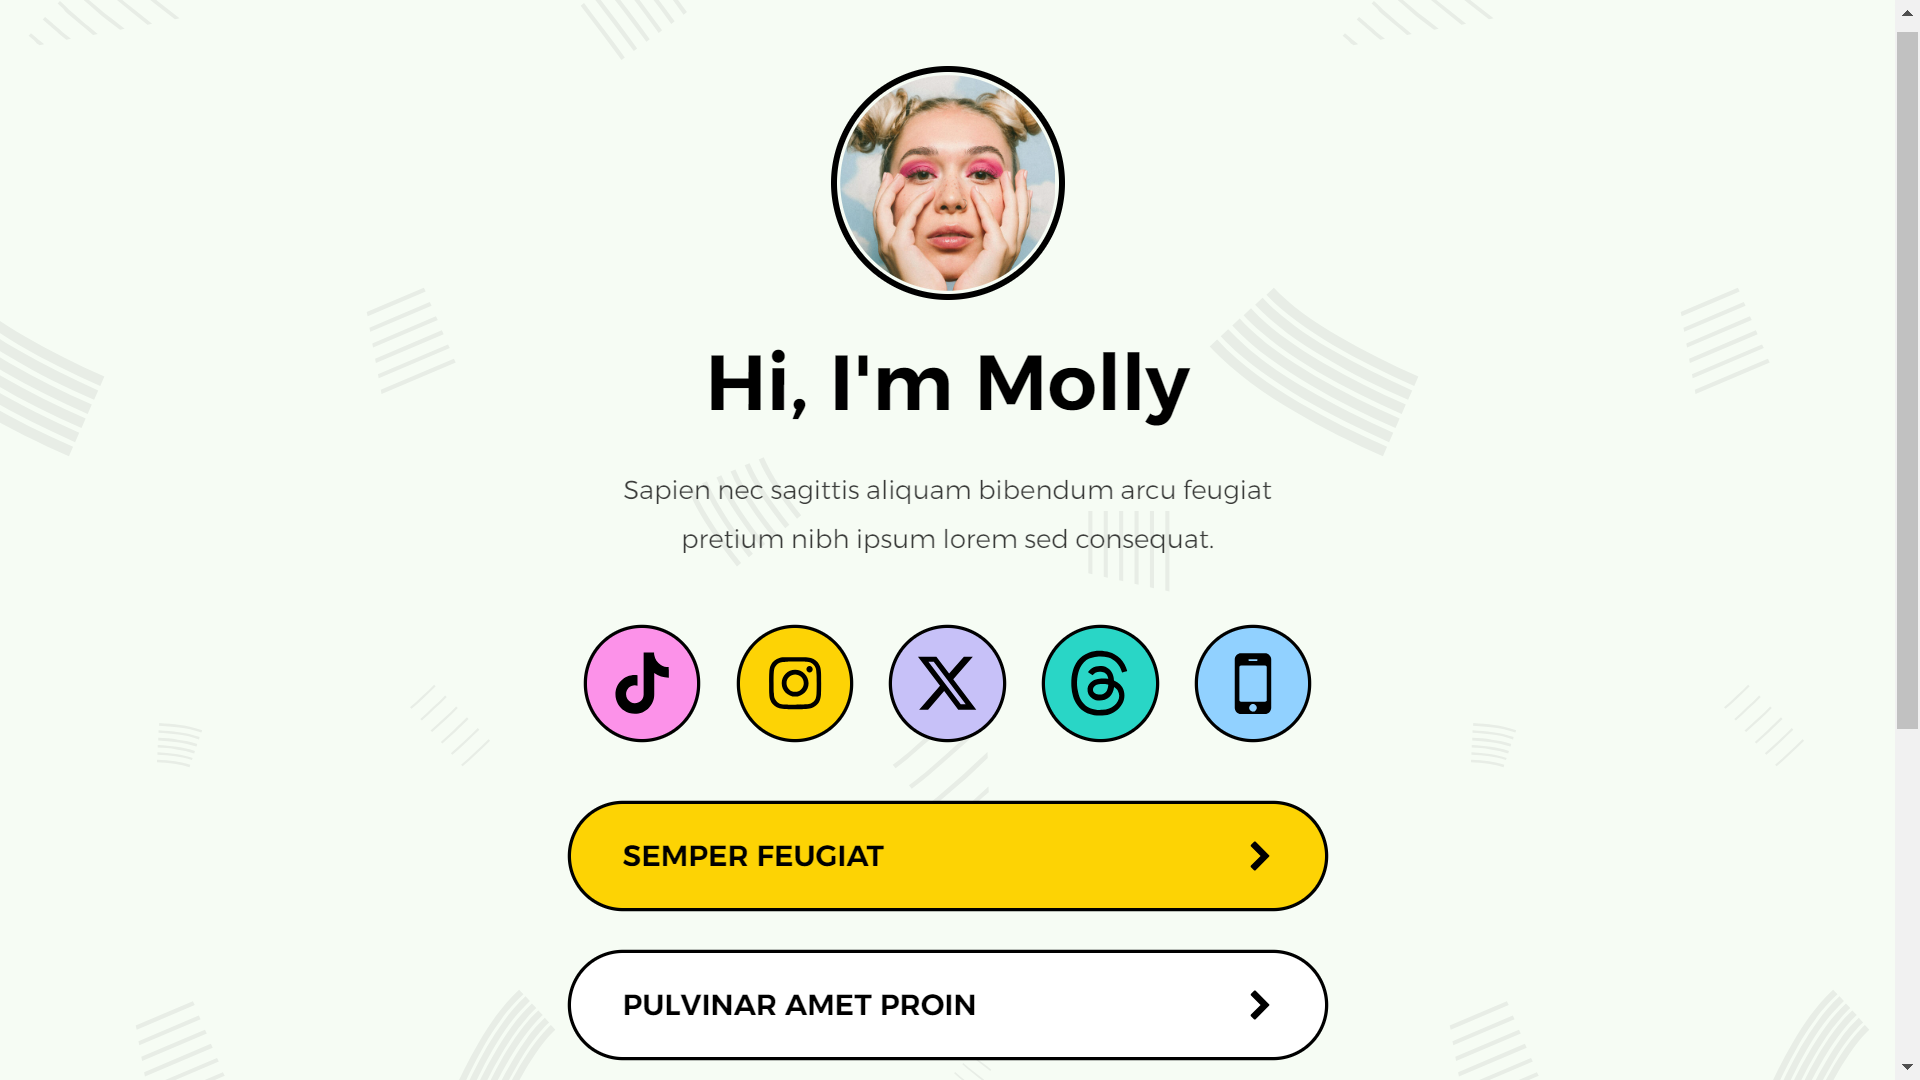 Hi, I'm Molly
Sapien nec sagittis aliquam bibendum arcu feugiat
pretium nibh ipsum lorem sed consequat.
SEMPER FEUGIAT
PULVINAR AMET PROIN